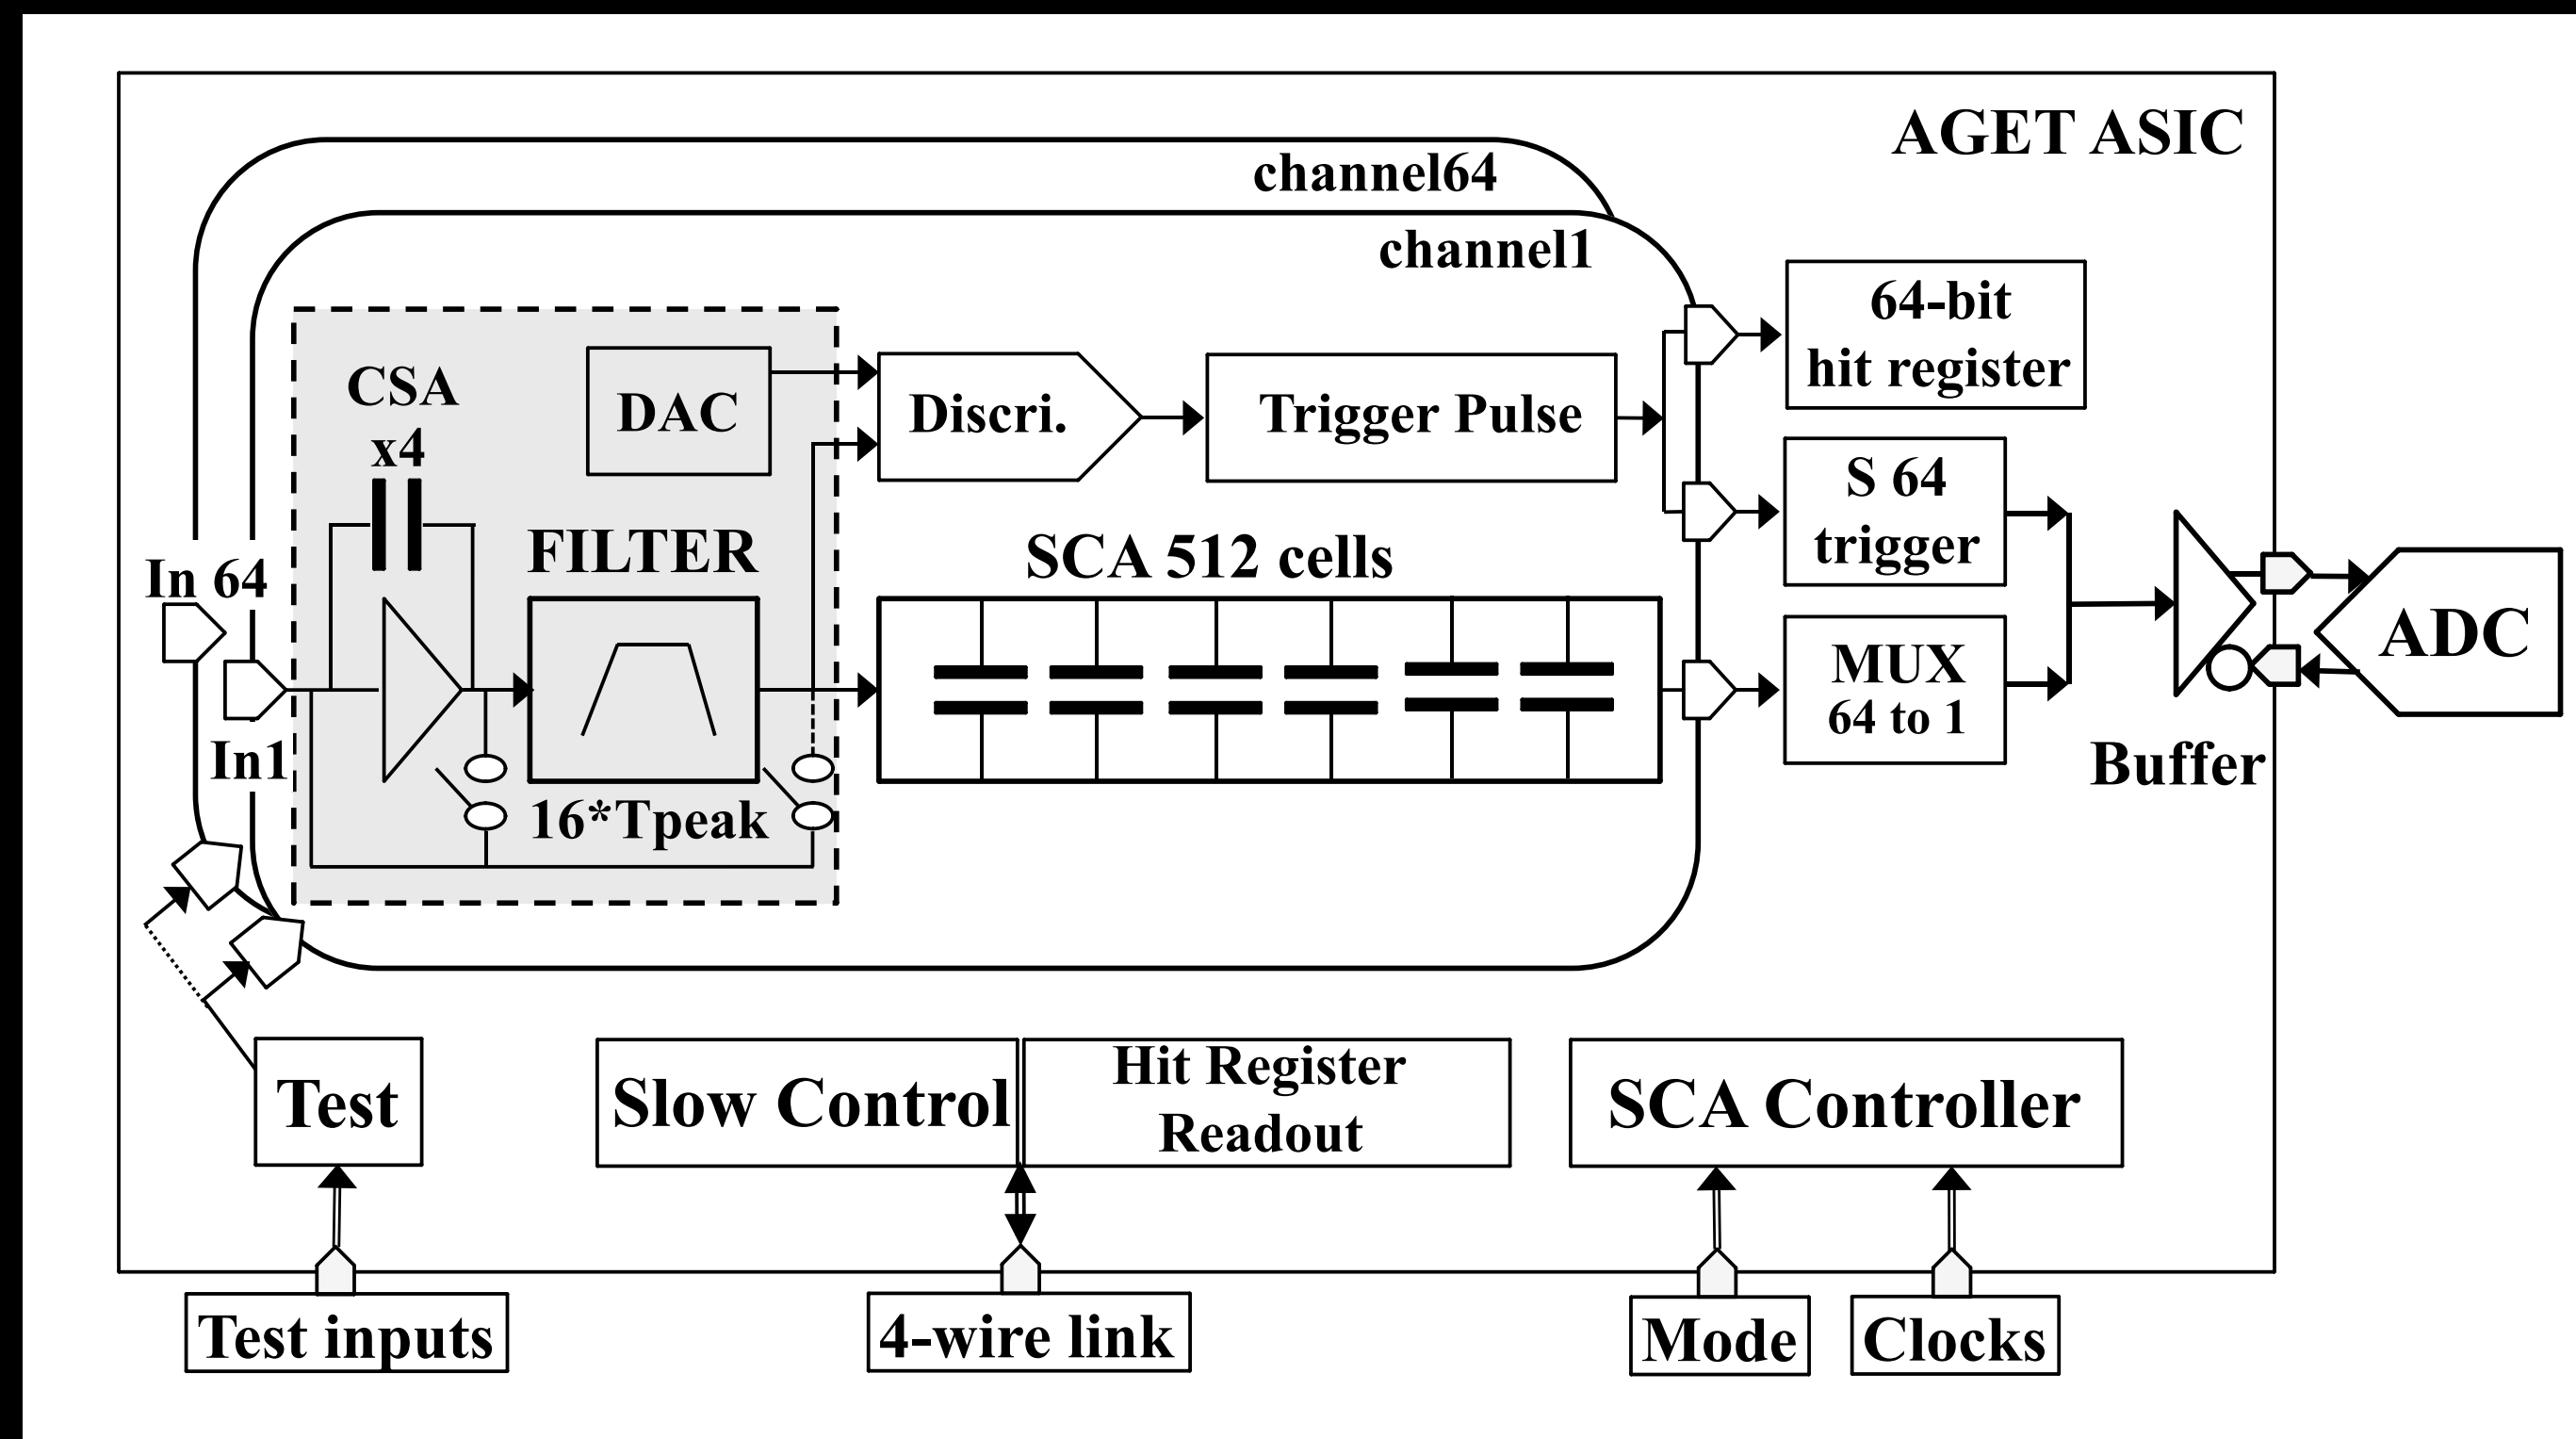 AGET ASIC
channel64
channel1
64-bit
hit register
CSA
x4
DAC
Discri.
Trigger Pulse
S 64
trigger
FILTER
SCA 512 cells
In 64
ADC
MUX
64 to 1
In1
Buffer
16*Tpeak
Test
Slow Control
Hit Register
Readout
SCA Controller
Test inputs
4-wire link
Mode
Clocks